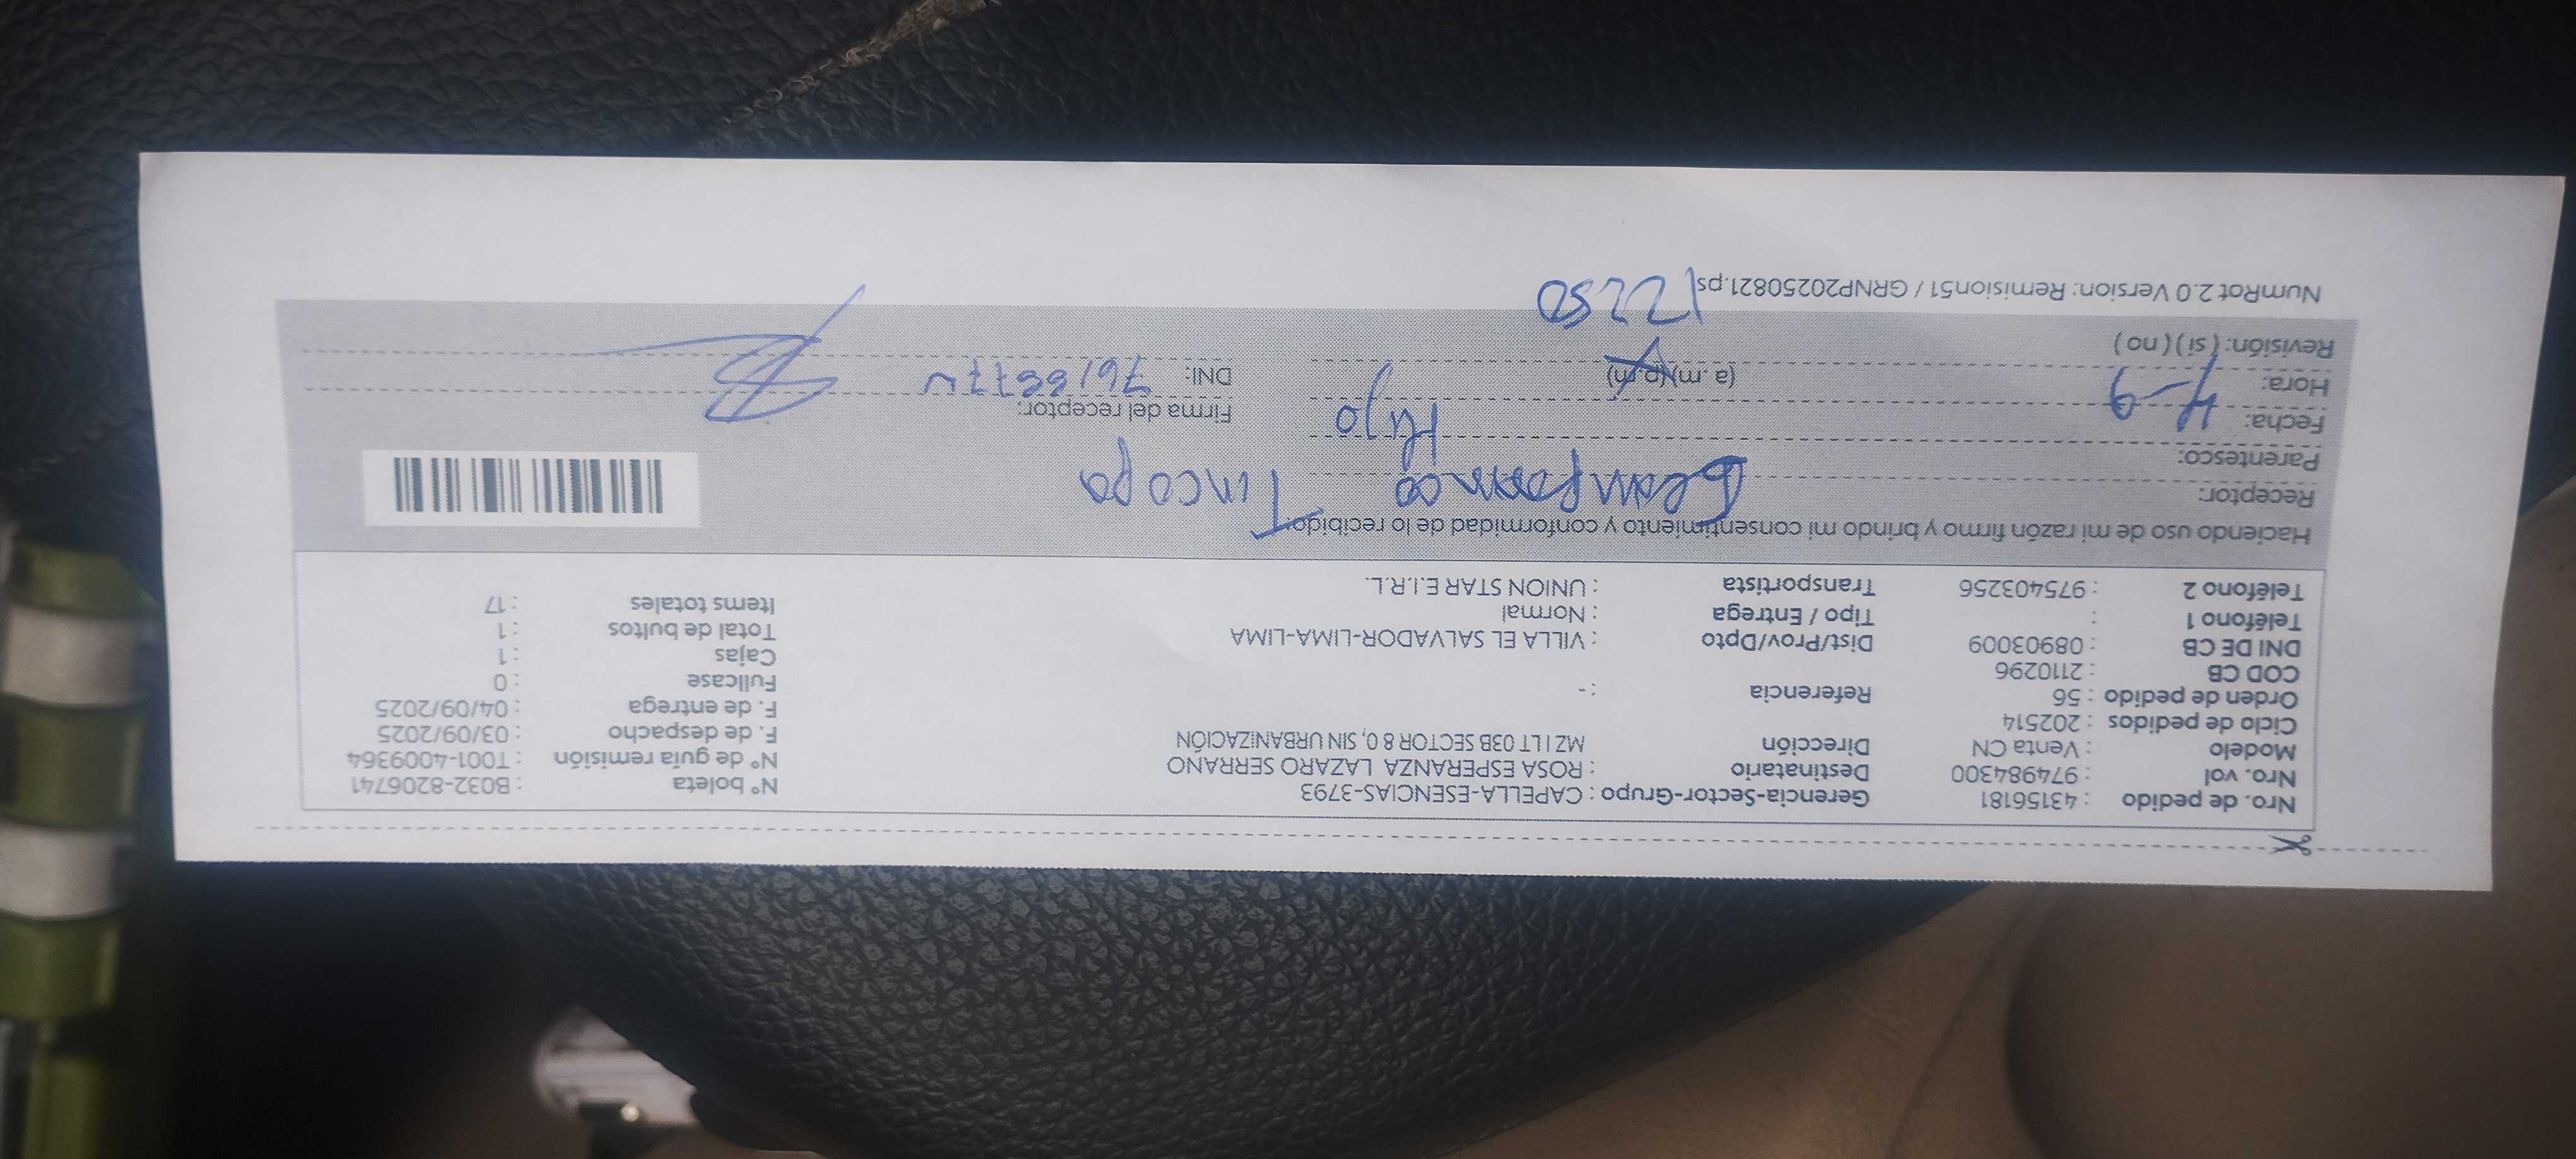 Nro. de pedido : 43156181 Gerencia-Sector-Grupo : CAPELLA-ESENCIAS-3793 N° boleta : B032-8206741
Nro. vol : 974984300 Destinatario : ROSA ESPERANZA LAZARO SERRANO N° de guía remisión : T001-4009364
Modelo : Venta CN Dirección MZ I LT 03B SECTOR 8 0, SIN URBANIZACIÓN F. de despacho : 03/09/2025
Ciclo de pedidos : 202514 F. de entrega : 04/09/2025
Orden de pedido : 56 Referencia : - Fullcase : 0
COD CB : 2110296 Cajas : 1
DNI DE CB : 08903009 Dist/Prov/Dpto : VILLA EL SALVADOR-LIMA-LIMA Total de bultos : 1
Teléfono 1 : Tipo / Entrega : Normal Items totales : 17
Teléfono 2 : 975403256 Transportista : UNION STAR E.I.R.L.
Haciendo uso de mi razón firmo y brindo mi consentimiento y conformidad de lo recibido:
Receptor: Tincopa
Parentesco: Hijo
Fecha: 4-9 Firma del receptor:
Hora: (a. m)(p.m) DNI:
Revisión: ( si ) ( no )
12250
NumRot 2.0 Version: Remision51 / GRNP20250821.ps